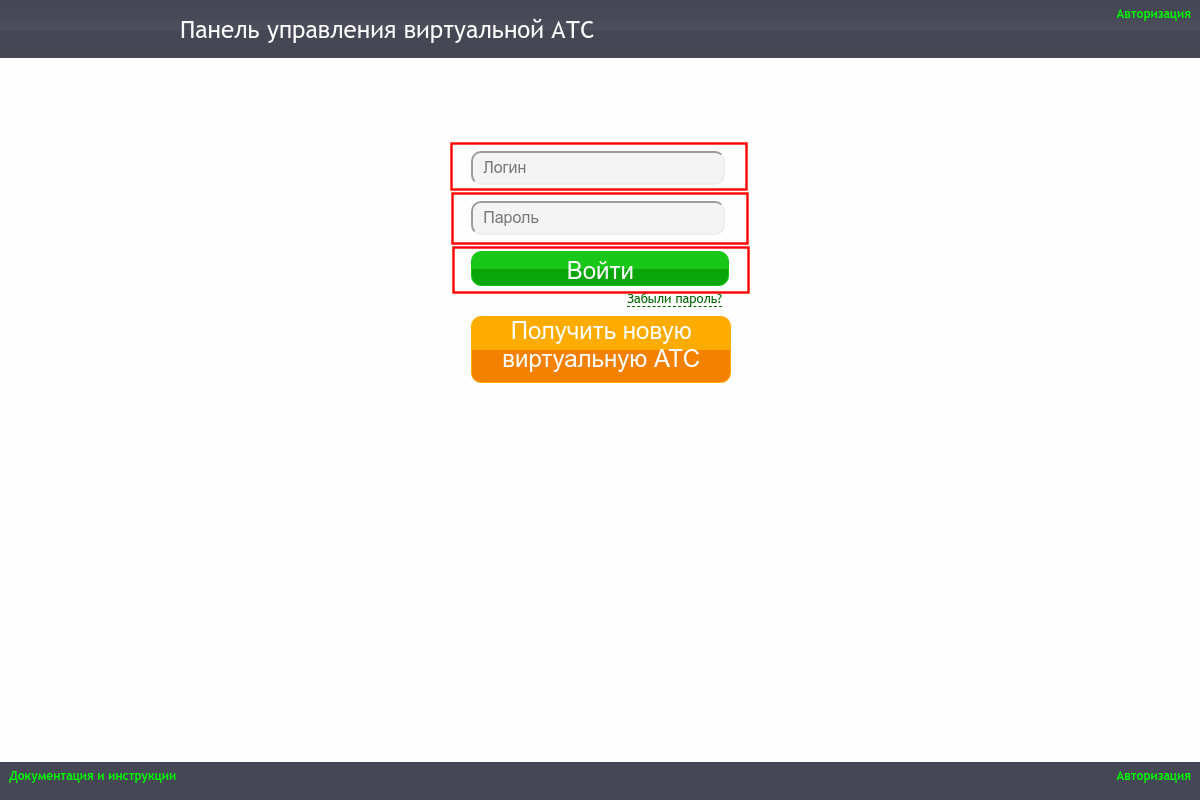 Панель управления виртуальной АТС
Авторизация
Логин
Пароль
Войти
Забыли пароль?
Получить новую
виртуальную АТС
Документация и инструкции
Авторизация